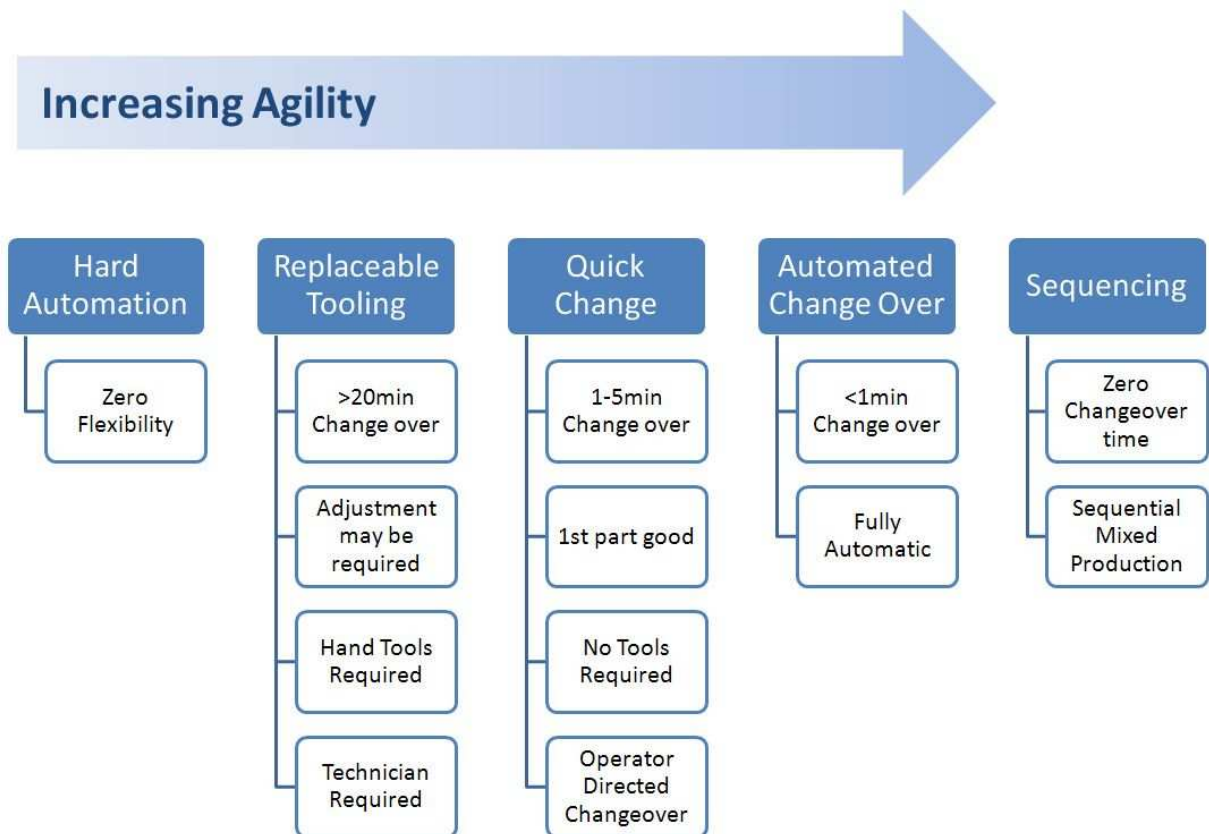 Increasing Agility
Hard
Automation
Zero
Flexibility
Replaceable
Tooling
>20min
Change over
Adjustment
may be
required
Hand Tools
Required
Technician
Required
Quick
Change
1-5min
Change over
1st part good
No Tools
Required
Operator
Directed
Changeover
Automated
Change Over
<1min
Change over
Fully
Automatic
Sequencing
Zero
Changeover
time
Sequential
Mixed
Production